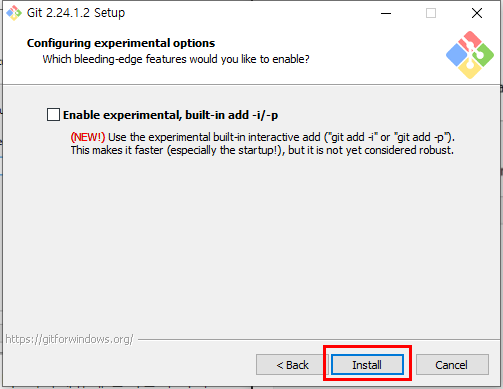 Git 2.24.1.2 Setup
Configuring experimental options
Which bleeding-edge features would you like to enable?
Enable experimental, built-in add -i/-p
(NEW!) Use the experimental built-in interactive add ("git add -i" or "git add -p").
This makes it faster (especially the startup!), but it is not yet considered robust.
https://gitforwindows.org/
< Back Install Cancel